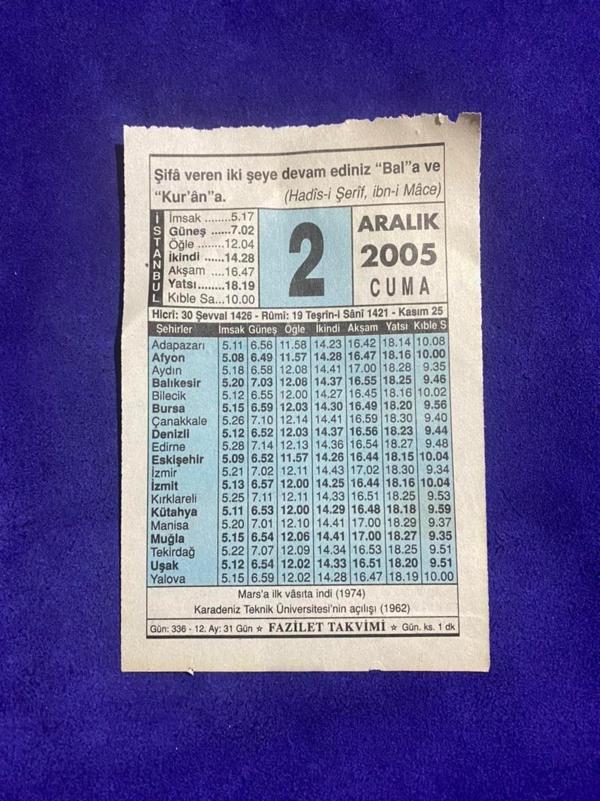 Şifâ veren iki şeye devam ediniz "Bal"a ve
"Kur'ân"a. (Hadîs-i Şerîf, ibn-i Mâce)
İSTANBUL
İmsak ........5.17
Güneş ......7.02
Öğle ........12.04
İkindi ......14.28
Akşam ....16.47
Yatsı........18.19
Kıble Sa...10.00
2
ARALIK
2005
CUMA
Hicrî: 30 Şevval 1426 - Rûmî: 19 Teşrin-i Sânî 1421 - Kasım 25
Şehirler İmsak Güneş Öğle İkindi Akşam Yatsı Kıble S
Adapazarı 5.11 6.56 11.58 14.23 16.42 18.14 10.08
Afyon 5.08 6.49 11.57 14.28 16.47 18.16 10.00
Aydın 5.18 6.58 12.08 14.41 17.00 18.28 9.35
Balıkesir 5.20 7.03 12.08 14.37 16.55 18.25 9.46
Bilecik 5.12 6.55 12.00 14.27 16.45 18.16 10.02
Bursa 5.15 6.59 12.03 14.30 16.49 18.20 9.56
Çanakkale 5.26 7.10 12.14 14.41 16.59 18.30 9.40
Denizli 5.12 6.52 12.03 14.37 16.56 18.23 9.44
Edirne 5.28 7.14 12.13 14.36 16.54 18.27 9.48
Eskişehir 5.09 6.52 11.57 14.26 16.44 18.15 10.04
İzmir 5.21 7.02 12.11 14.43 17.02 18.30 9.34
İzmit 5.13 6.57 12.00 14.25 16.44 18.16 10.04
Kırklareli 5.25 7.11 12.11 14.33 16.51 18.25 9.53
Kütahya 5.11 6.53 12.00 14.29 16.48 18.18 9.59
Manisa 5.20 7.01 12.10 14.41 17.00 18.29 9.37
Muğla 5.15 6.54 12.06 14.41 17.00 18.27 9.35
Tekirdağ 5.22 7.07 12.09 14.34 16.53 18.25 9.51
Uşak 5.12 6.54 12.02 14.33 16.51 18.20 9.51
Yalova 5.15 6.59 12.02 14.28 16.47 18.19 10.00
Mars'a ilk vâsıta indi (1974)
Karadeniz Teknik Üniversitesi'nin açılışı (1962)
Gün: 336 - 12. Ay: 31 Gün ☆ FAZİLET TAKVİMİ ☆ Gün. ks. 1 dk